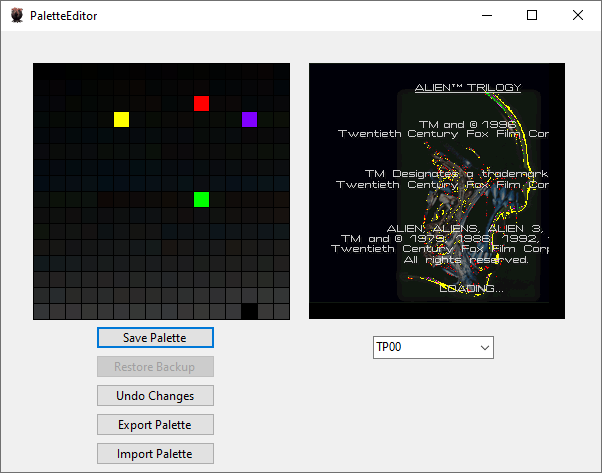 PaletteEditor
ALIEN™ TRILOGY
TM and © 1996
Twentieth Century Fox Film Cor
TM Designates a trademark
Twentieth Century Fox Film Cor
ALIEN, ALIENS, ALIEN 3,
TM and © 1979, 1986, 1992,
Twentieth Century Fox Film Corp
All rights reserved.
LOADING...
Save Palette
Restore Backup
Undo Changes
Export Palette
Import Palette
TP00